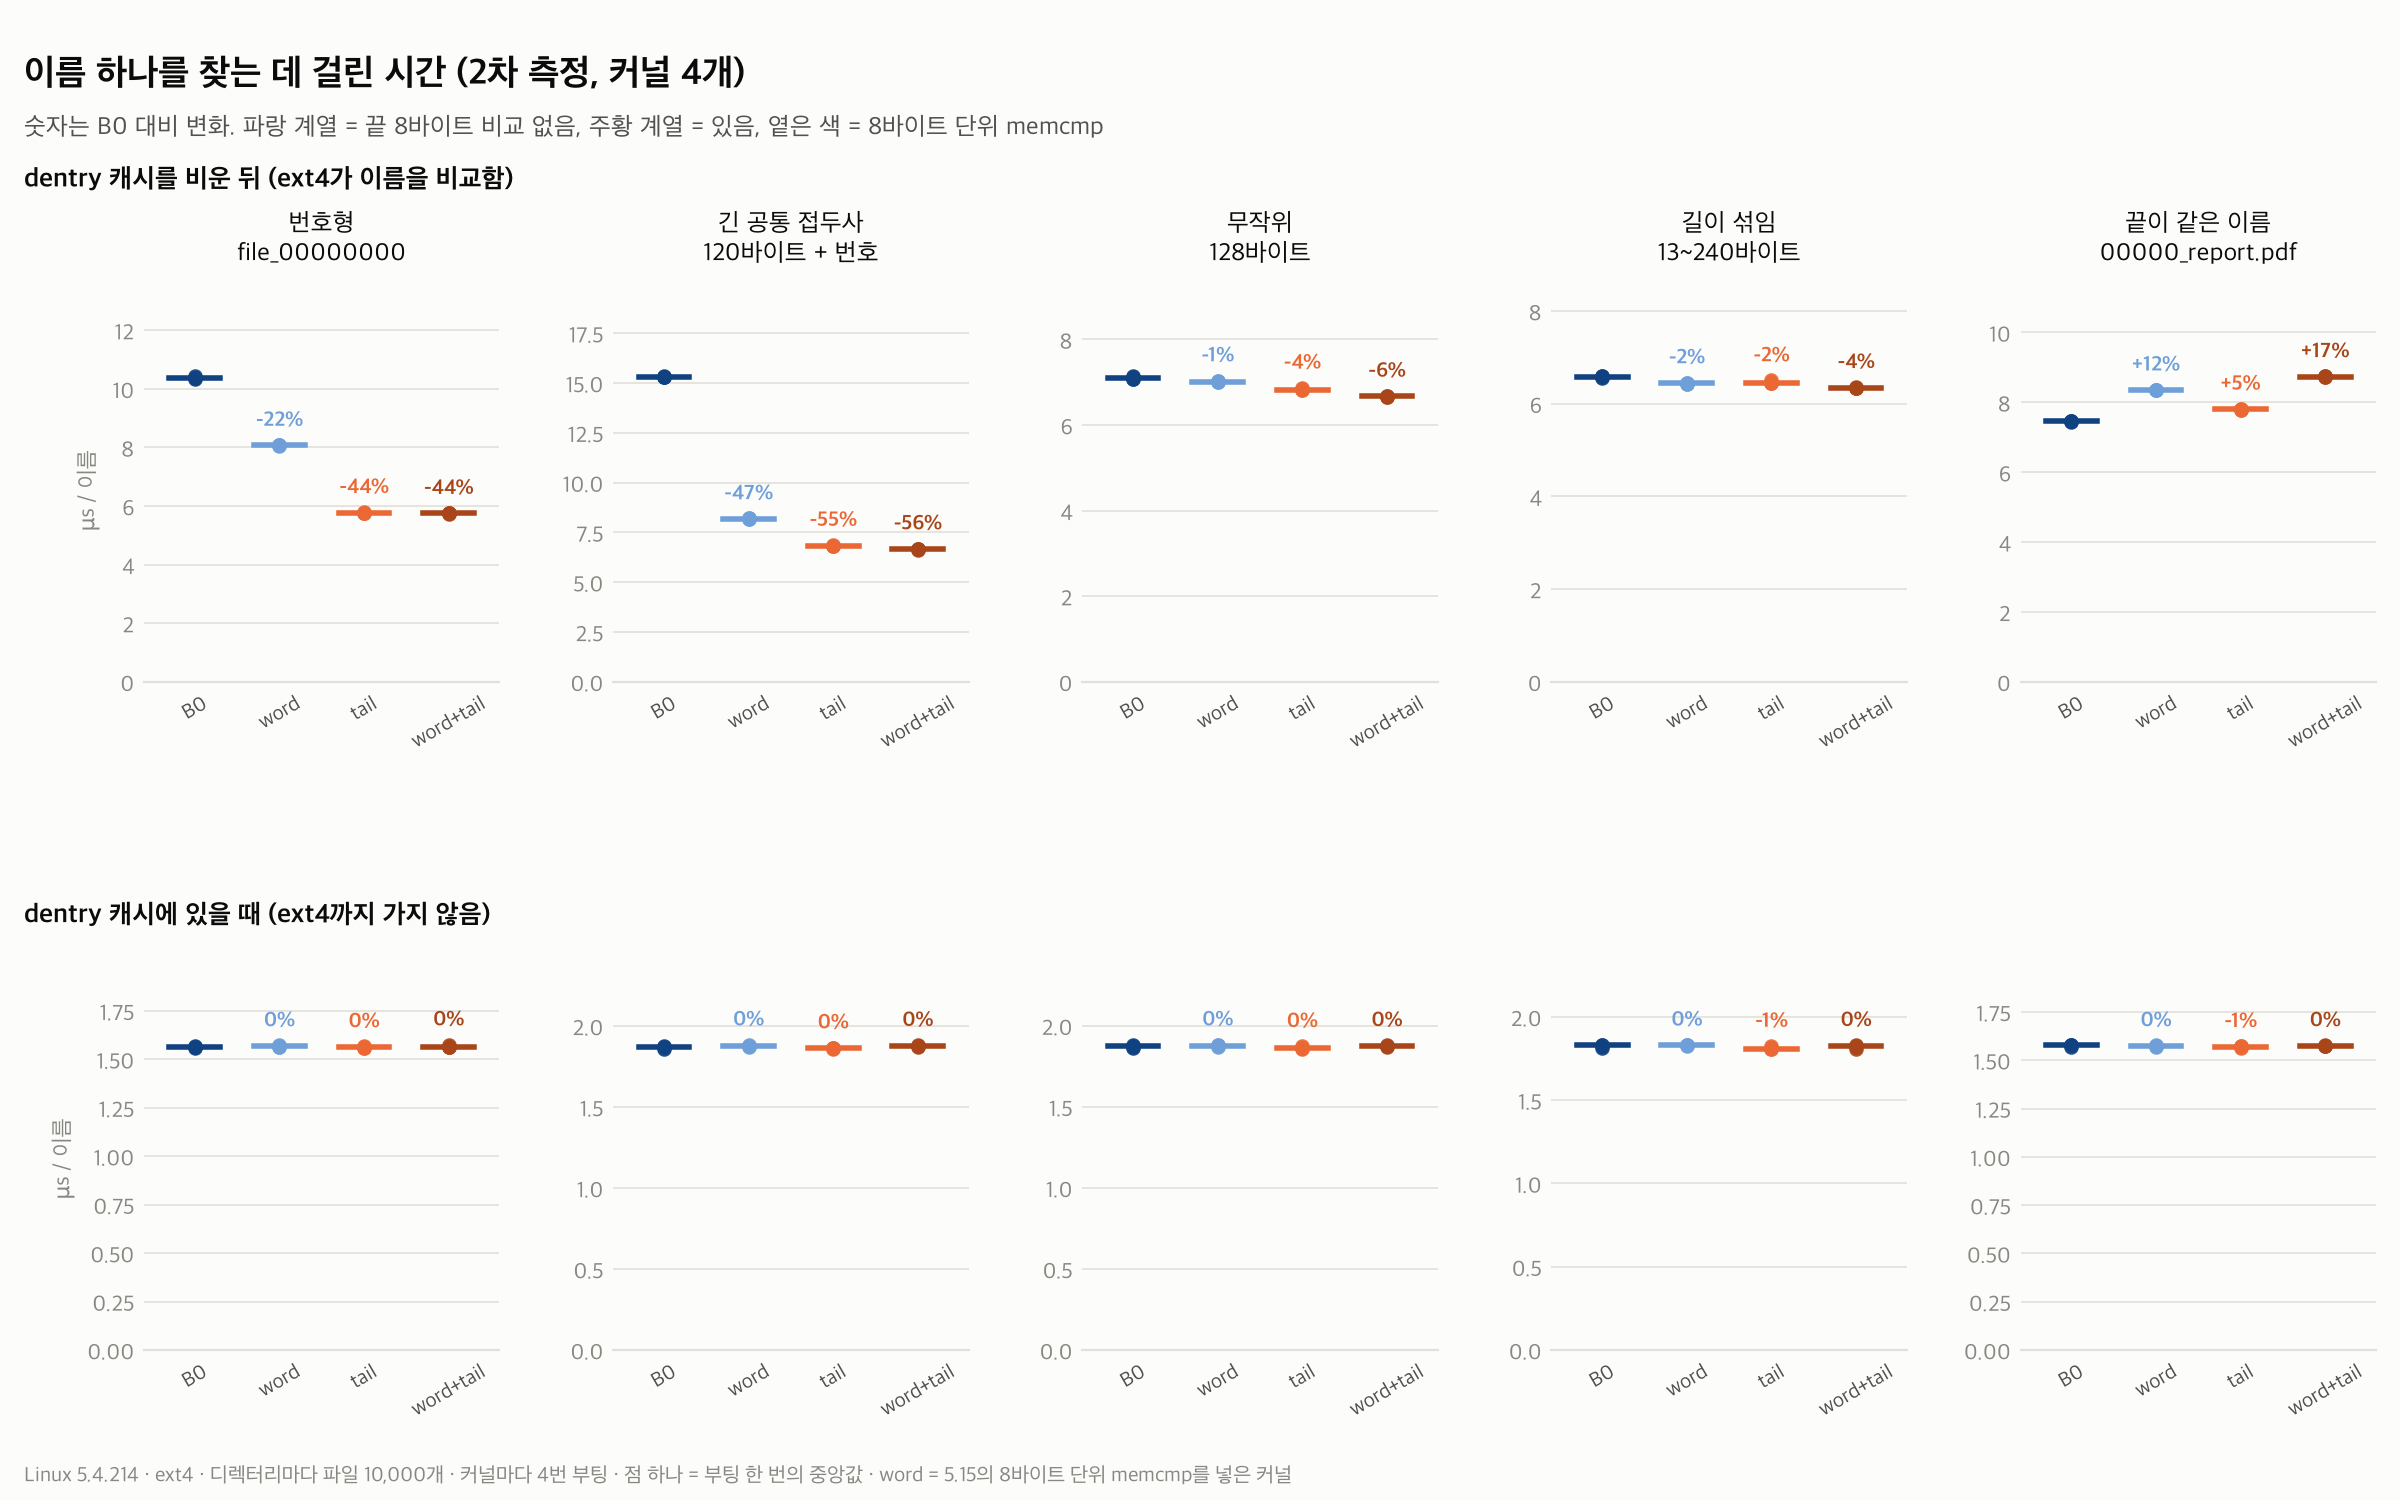 이름 하나를 찾는 데 걸린 시간 (2차 측정, 커널 4개)
숫자는 B0 대비 변화. 파랑 계열 = 끝 8바이트 비교 없음, 주황 계열 = 있음, 옅은 색 = 8바이트 단위 memcmp
dentry 캐시를 비운 뒤 (ext4가 이름을 비교함)
번호형
file_00000000
µs / 이름
12
10
8
6
4
2
0
-22%
-44%
-44%
B0
word
tail
word+tail
긴 공통 접두사
120바이트 + 번호
17.5
15.0
12.5
10.0
7.5
5.0
2.5
0.0
-47%
-55%
-56%
B0
word
tail
word+tail
무작위
128바이트
8
6
4
2
0
-1%
-4%
-6%
B0
word
tail
word+tail
길이 섞임
13~240바이트
8
6
4
2
0
-2%
-2%
-4%
B0
word
tail
word+tail
끝이 같은 이름
00000_report.pdf
10
8
6
4
2
0
+12%
+5%
+17%
B0
word
tail
word+tail
dentry 캐시에 있을 때 (ext4까지 가지 않음)
µs / 이름
1.75
1.50
1.25
1.00
0.75
0.50
0.25
0.00
0%
0%
0%
B0
word
tail
word+tail
2.0
1.5
1.0
0.5
0.0
0%
0%
0%
B0
word
tail
word+tail
2.0
1.5
1.0
0.5
0.0
0%
0%
0%
B0
word
tail
word+tail
2.0
1.5
1.0
0.5
0.0
0%
-1%
0%
B0
word
tail
word+tail
1.75
1.50
1.25
1.00
0.75
0.50
0.25
0.00
0%
-1%
0%
B0
word
tail
word+tail
Linux 5.4.214 · ext4 · 디렉터리마다 파일 10,000개 · 커널마다 4번 부팅 · 점 하나 = 부팅 한 번의 중앙값 · word = 5.15의 8바이트 단위 memcmp를 넣은 커널